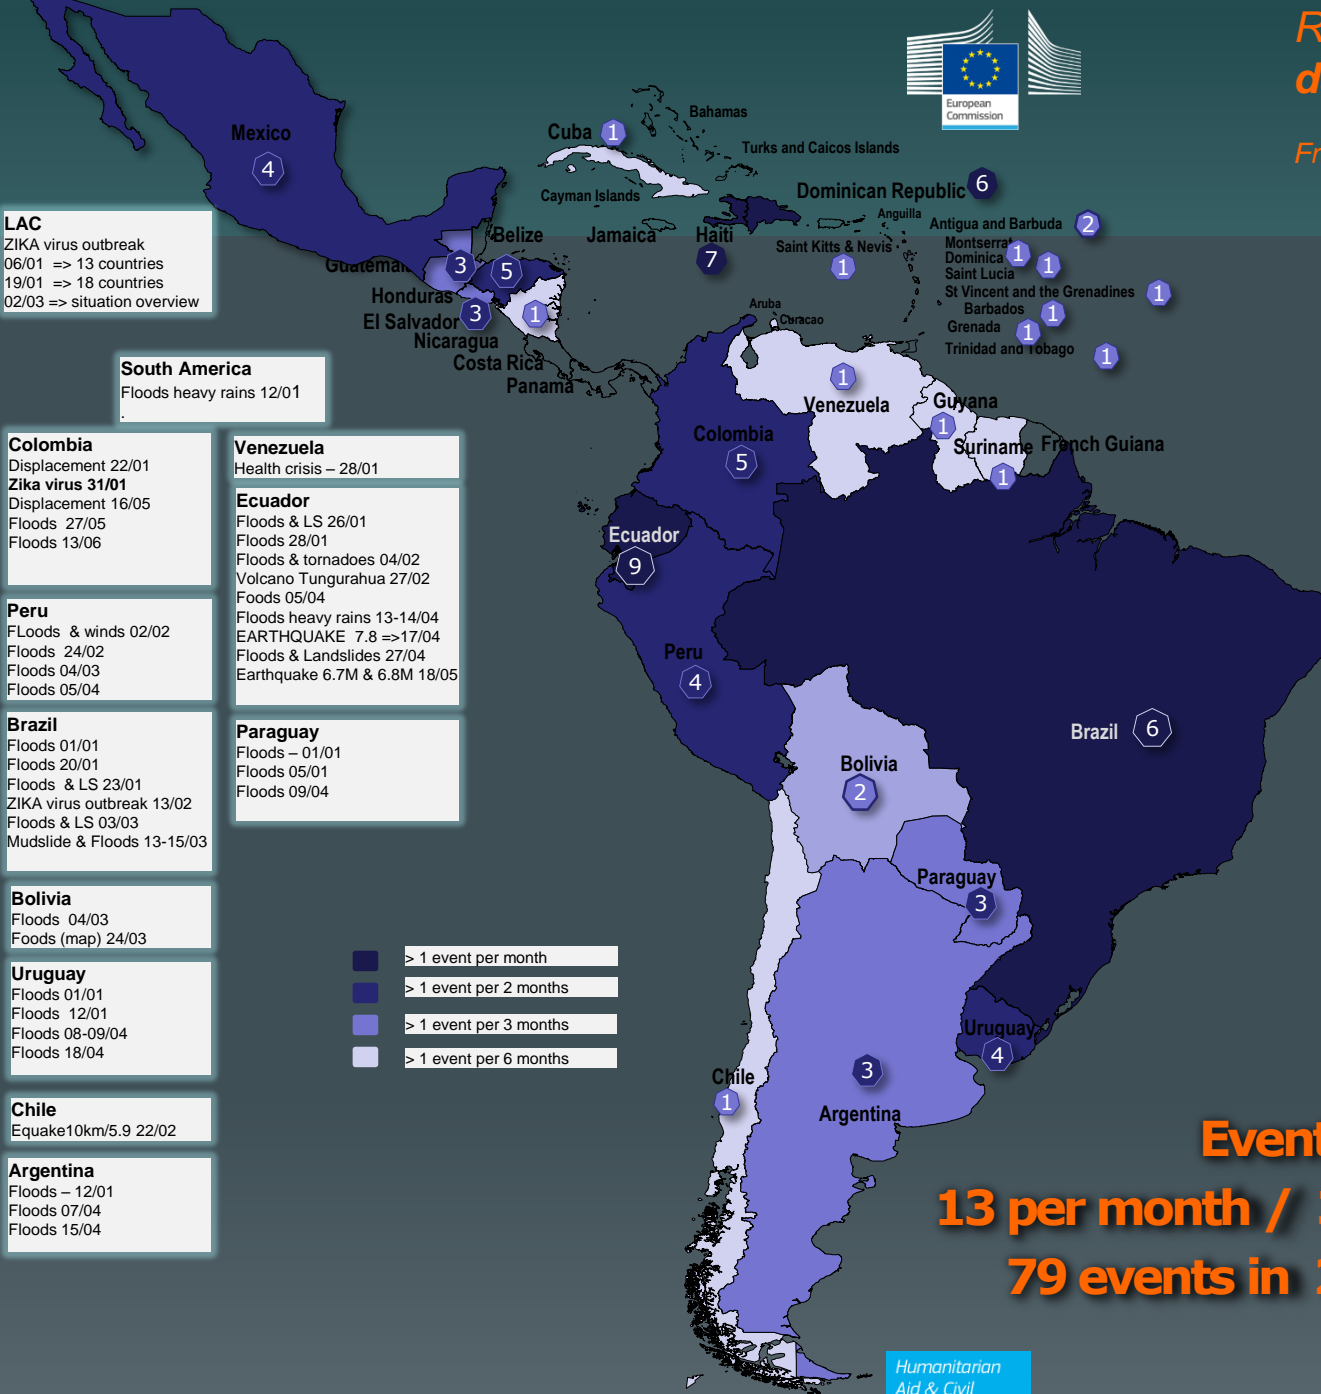 European
Commission
Mexico
4
Cuba
1
Bahamas
Turks and Caicos Islands
Cayman Islands
Dominican Republic
6
Belize
Jamaica
Haiti
7
Anguilla
Saint Kitts & Nevis
1
Antigua and Barbuda
2
Montserrat
1
Dominica
1
Saint Lucia
St Vincent and the Grenadines
1
Barbados
1
Grenada
1
Trinidad and Tobago
1
3
5
Honduras
El Salvador
3
1
Nicaragua
Costa Rica
Panama
Aruba
Curacao
LAC
ZIKA virus outbreak
06/01 => 13 countries
19/01 => 18 countries
02/03 => situation overview
South America
Floods heavy rains 12/01
.
Colombia
Displacement 22/01
Zika virus 31/01
Displacement 16/05
Floods 27/05
Floods 13/06
Venezuela
Health crisis – 28/01
Ecuador
Floods & LS 26/01
Floods 28/01
Floods & tornadoes 04/02
Volcano Tungurahua 27/02
Foods 05/04
Floods heavy rains 13-14/04
EARTHQUAKE 7.8 =>17/04
Floods & Landslides 27/04
Earthquake 6.7M & 6.8M 18/05
Peru
FLoods & winds 02/02
Floods 24/02
Floods 04/03
Floods 05/04
Brazil
Floods 01/01
Floods 20/01
Floods & LS 23/01
ZIKA virus outbreak 13/02
Floods & LS 03/03
Mudslide & Floods 13-15/03
Paraguay
Floods – 01/01
Floods 05/01
Floods 09/04
Bolivia
Floods 04/03
Foods (map) 24/03
Uruguay
Floods 01/01
Floods 12/01
Floods 08-09/04
Floods 18/04
Chile
Equake10km/5.9 22/02
Argentina
Floods – 12/01
Floods 07/04
Floods 15/04
> 1 event per month
> 1 event per 2 months
> 1 event per 3 months
> 1 event per 6 months
1
Venezuela
Guyana
1
Suriname
1
French Guiana
Colombia
5
Ecuador
9
Peru
4
Brazil
6
Bolivia
2
Paraguay
3
Uruguay
4
Chile
1
3
Argentina
13 per month /
79 events in
Humanitarian
Aid & Civil